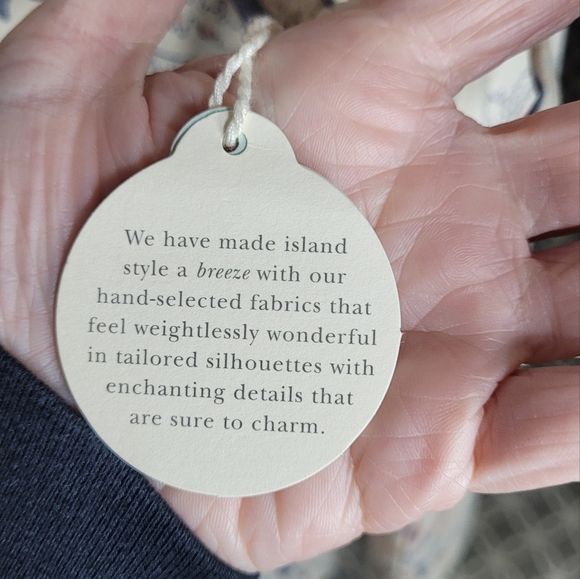 We have made island
style a breeze with our
hand-selected fabrics that
feel weightlessly wonderful
in tailored silhouettes with
enchanting details that
are sure to charm.